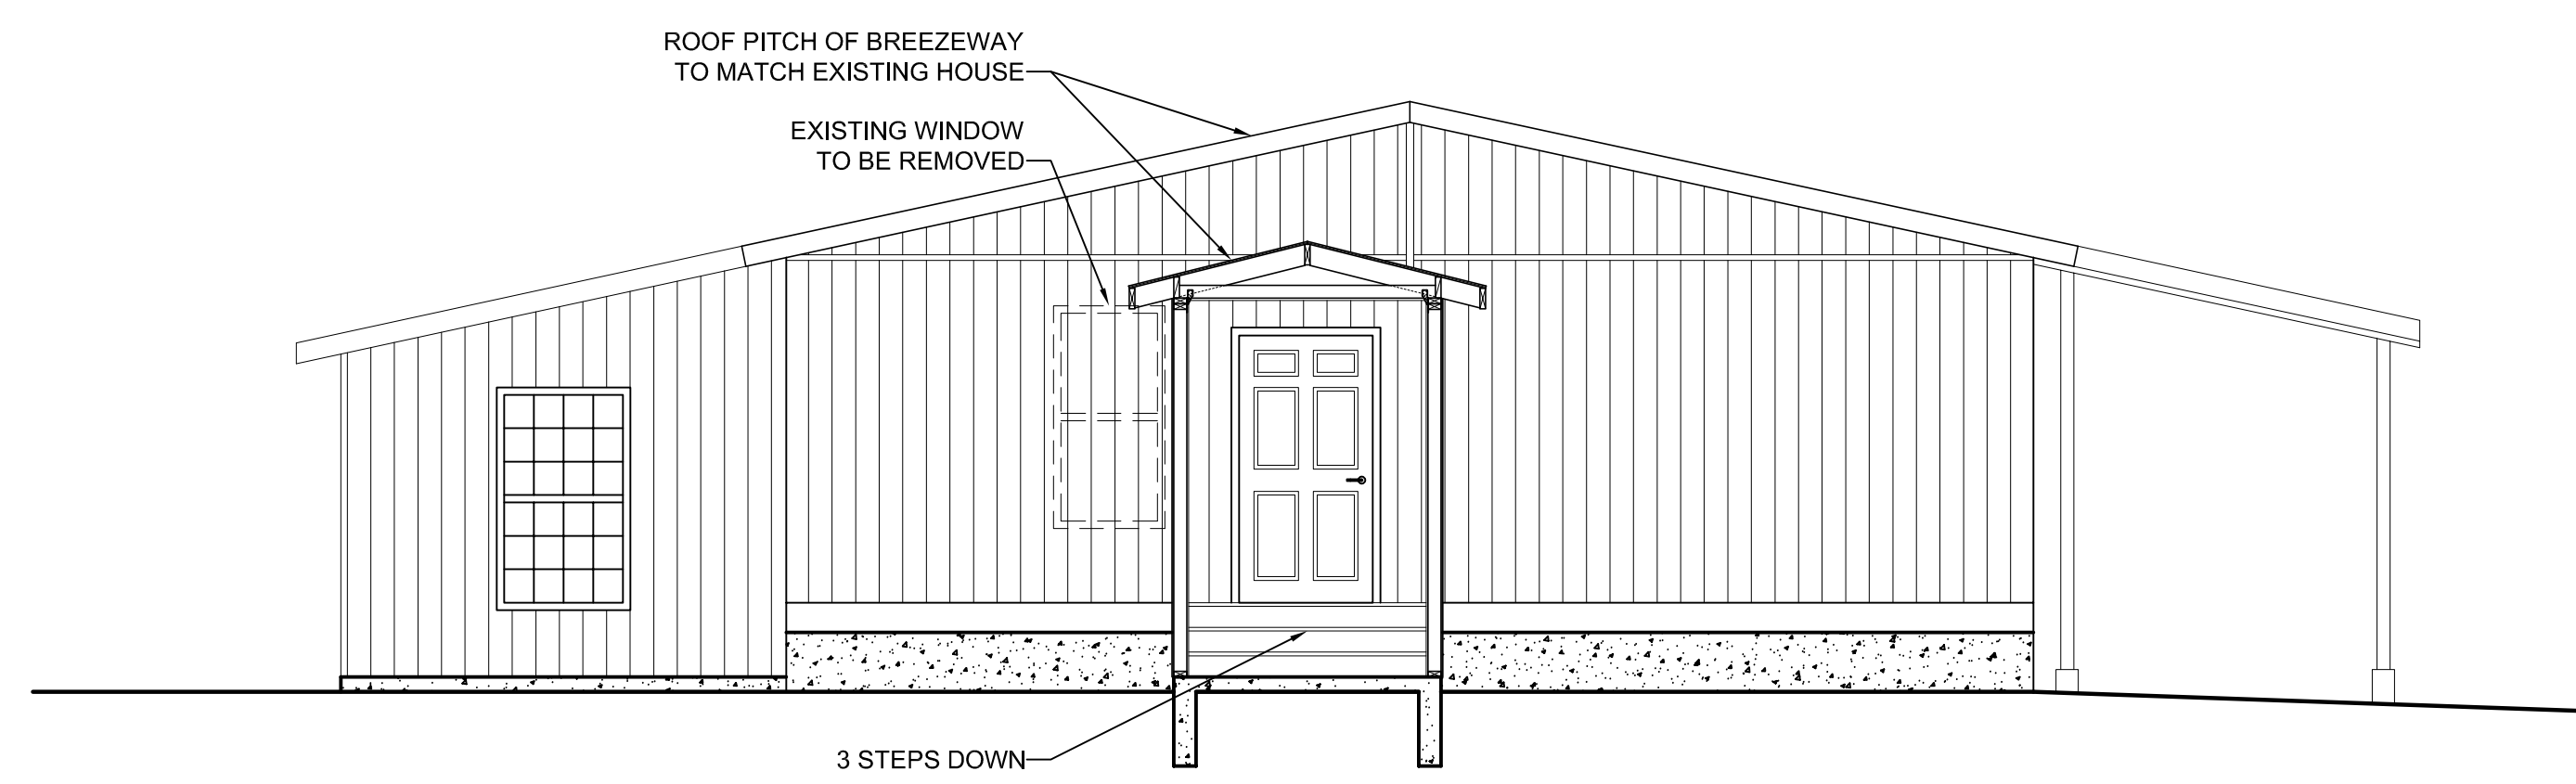 ROOF PITCH OF BREEZEWAY
TO MATCH EXISTING HOUSE
EXISTING WINDOW
TO BE REMOVED
3 STEPS DOWN